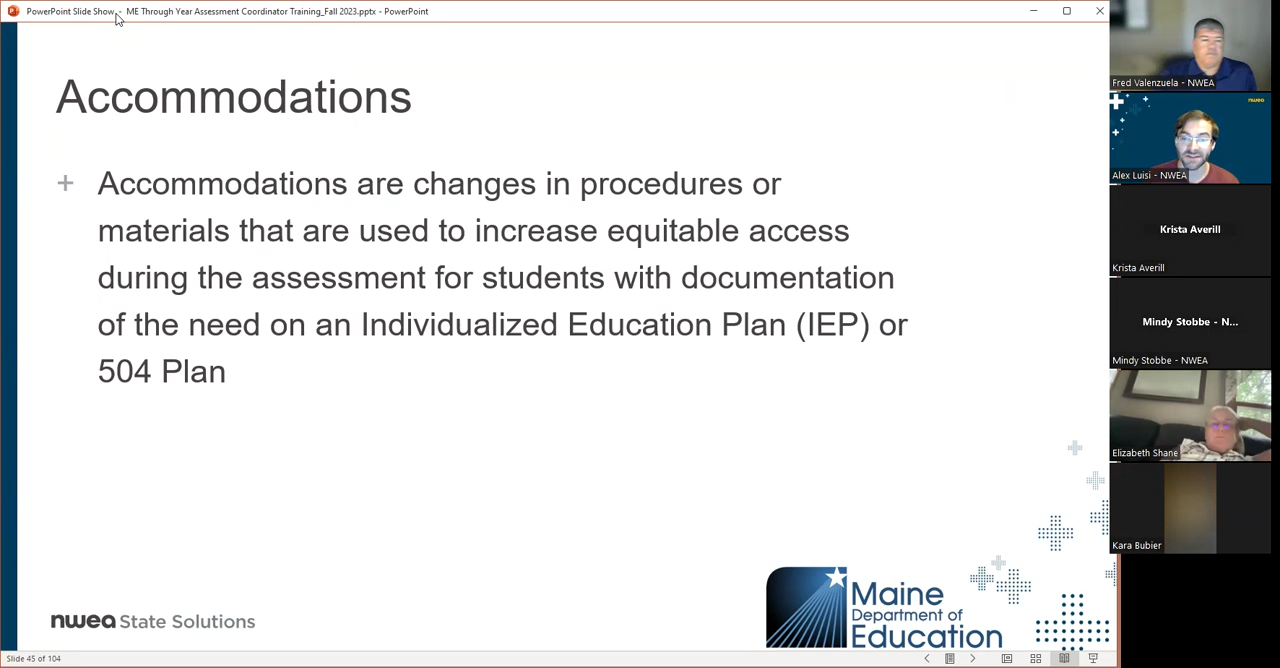 PowerPoint Slide Show - ME Through Year Assessment Coordinator Training_Fall 2023.pptx - PowerPoint
Accommodations
+ Accommodations are changes in procedures or
materials that are used to increase equitable access
during the assessment for students with documentation
of the need on an Individualized Education Plan (IEP) or
504 Plan
nwea State Solutions
Maine
Department of
Education
Slide 45 of 104
Fred Valenzuela - NWEA
nwea
Alex Luisi - NWEA
Krista Averill
Krista Averill
Mindy Stobbe - N...
Mindy Stobbe - NWEA
Elizabeth Shane
Kara Bubier